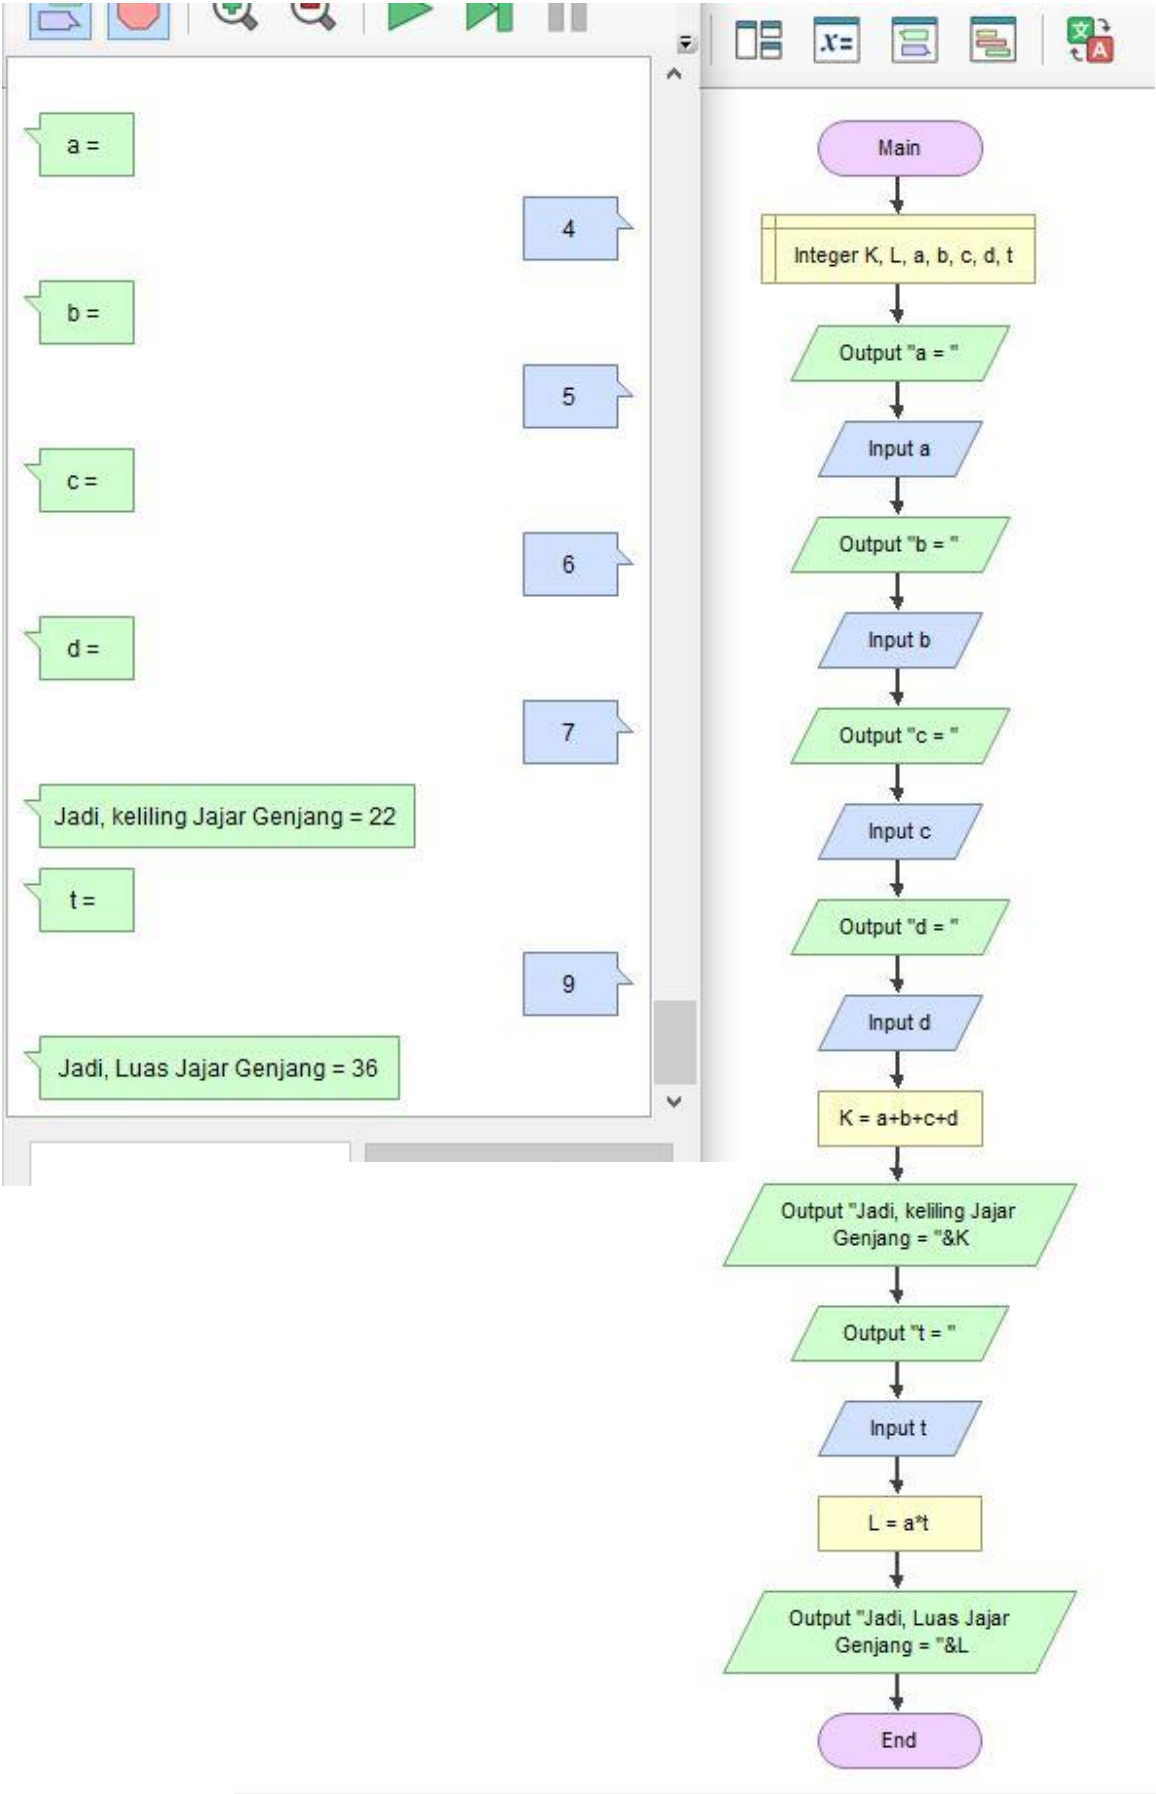 x=
文
A
a =
4
b =
5
c =
6
d =
7
Jadi, keliling Jajar Genjang = 22
t =
9
Jadi, Luas Jajar Genjang = 36
Main
Integer K, L, a, b, c, d, t
Output "a = "
Input a
Output "b = "
Input b
Output "c = "
Input c
Output "d = "
Input d
K = a+b+c+d
Output "Jadi, keliling Jajar
Genjang = "&K
Output "t = "
Input t
L = a*t
Output "Jadi, Luas Jajar
Genjang = "&L
End